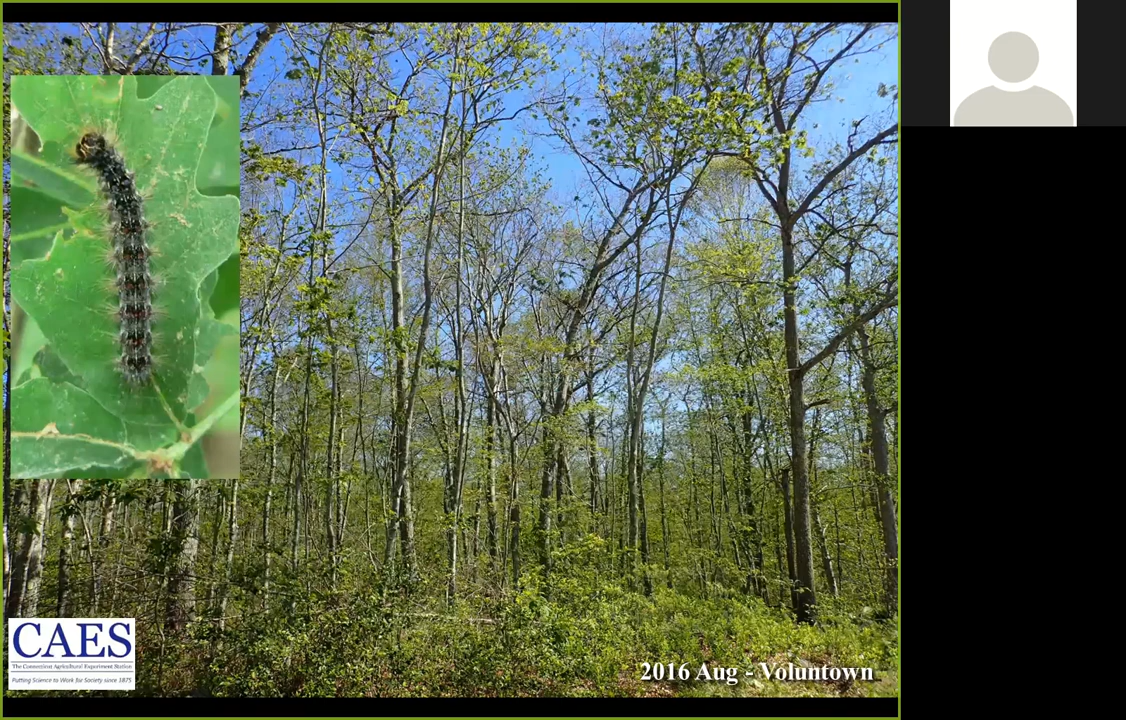 CAES
The Connecticut Agricultural Experiment Station
Putting Science to Work for Society since 1875
2016 Aug - Voluntown